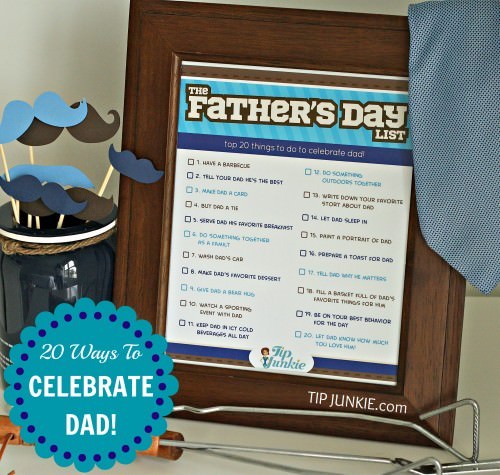 THE
FATHER'S DAY
LIST
top 20 things to do to celebrate dad!
1. HAVE A BARBECUE
2. TELL YOUR DAD HE'S THE BEST
3. MAKE DAD A CARD
4. BUY DAD A TIE
5. SERVE DAD HIS FAVORITE BREAKFAST
6. DO SOMETHING TOGETHER
AS A FAMILY
7. WASH DAD'S CAR
8. MAKE DAD'S FAVORITE DESSERT
9. GIVE DAD A BEAR HUG
10. WATCH A SPORTING
EVENT WITH DAD
11. KEEP DAD IN ICY COLD
BEVERAGES ALL DAY
12. DO SOMETHING
OUTDOORS TOGETHER
13. WRITE DOWN YOUR FAVORITE
STORY ABOUT DAD
14. LET DAD SLEEP IN
15. PAINT A PORTRAIT OF DAD
16. PREPARE A TOAST FOR DAD
17. TELL DAD WHY HE MATTERS
18. FILL A BASKET FULL OF DAD'S
FAVORITE THINGS FOR HIM
19. BE ON YOUR BEST BEHAVIOR
FOR THE DAY
20. LET DAD KNOW HOW MUCH
YOU LOVE HIM!
Tip
Junkie
TIP JUNKIE.com
20 Ways To
CELEBRATE
DAD!